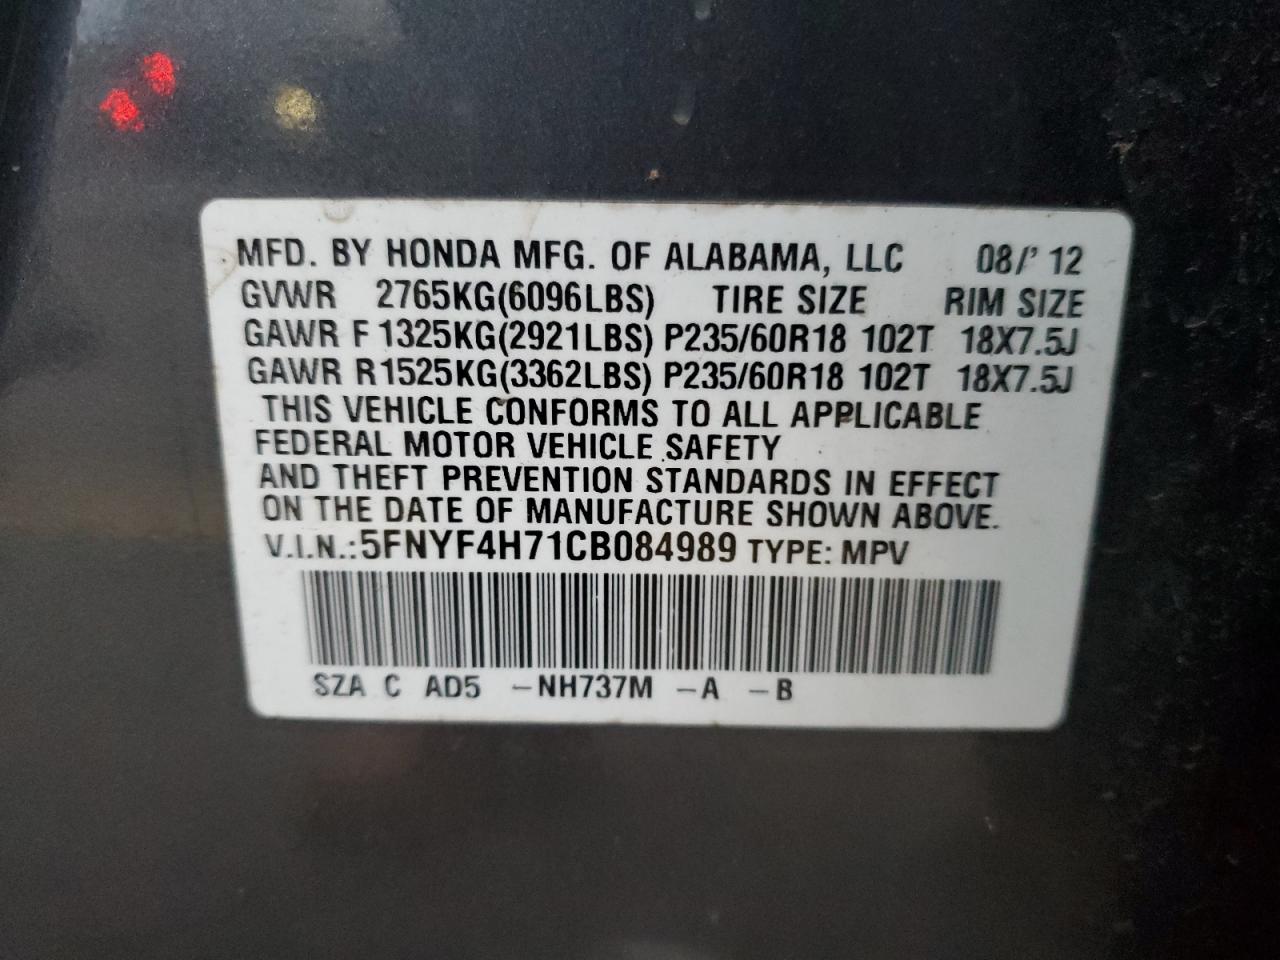 MFD. BY HONDA MFG. OF ALABAMA, LLC 08/' 12
GVWR 2765KG(6096LBS) TIRE SIZE RIM SIZE
GAWR F 1325KG(2921LBS) P235/60R18 102T 18X7.5J
GAWR R1525KG(3362LBS) P235/60R18 102T 18X7.5J
THIS VEHICLE CONFORMS TO ALL APPLICABLE
FEDERAL MOTOR VEHICLE SAFETY
AND THEFT PREVENTION STANDARDS IN EFFECT
ON THE DATE OF MANUFACTURE SHOWN ABOVE.
V.I.N.:5FNYF4H71CB084989 TYPE: MPV
SZA C AD5 -NH737M -A -B